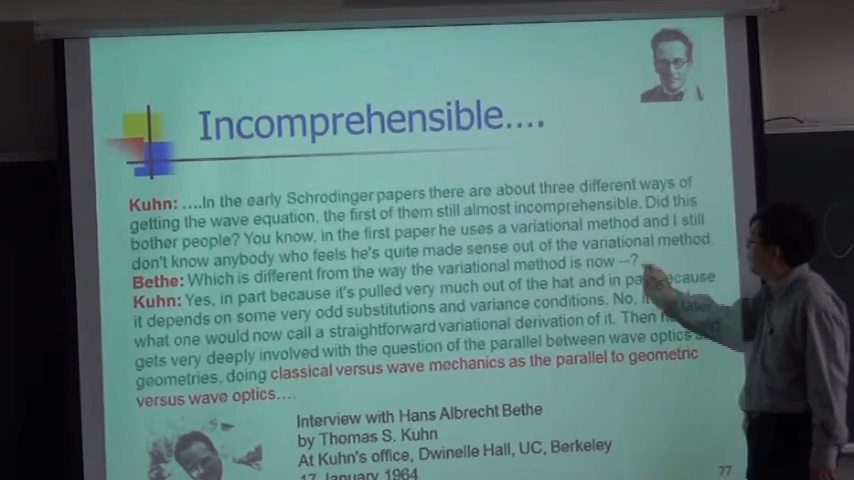 Incomprehensible....
Kuhn: ....In the early Schrodinger papers there are about three different ways of
getting the wave equation, the first of them still almost incomprehensible. Did this
bother people? You know, in the first paper he uses a variational method and I still
don't know anybody who feels he's quite made sense out of the variational method.
Bethe: Which is different from the way the variational method is now --?
Kuhn: Yes, in part because it's pulled very much out of the hat and in because
it depends on some very odd substitutions and variance conditions. No, later
what one would now call a straightforward variational derivation of it. Then
gets very deeply involved with the question of the parallel between wave optics
geometries, doing classical versus wave mechanics as the parallel to geometric
versus wave optics....
Interview with Hans Albrecht Bethe
by Thomas S. Kuhn
At Kuhn's office, Dwinelle Hall, UC, Berkeley
17 January 1964
77